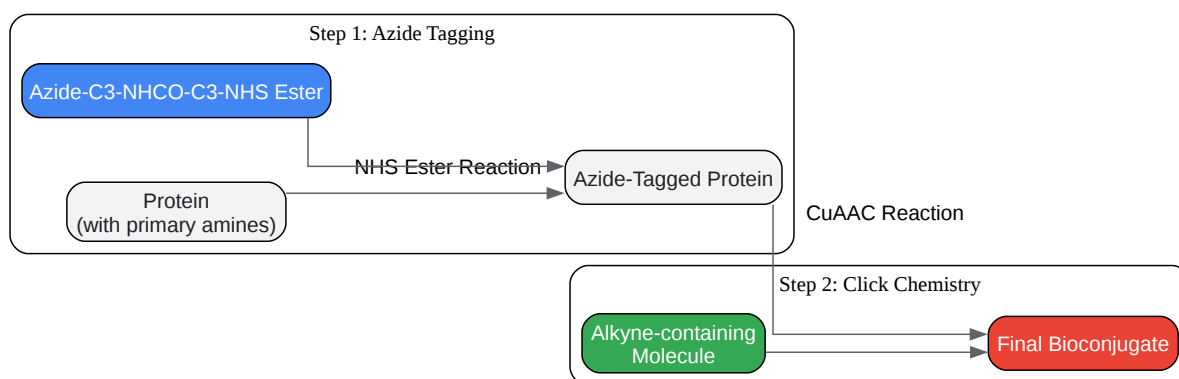 Step 1: Azide Tagging
Azide-C3-NHCO-C3-NHS Ester
NHS Ester Reaction
Azide-Tagged Protein
Protein
(with primary amines)
CuAAC Reaction
Step 2: Click Chemistry
Alkyne-containing
Molecule
Final Bioconjugate